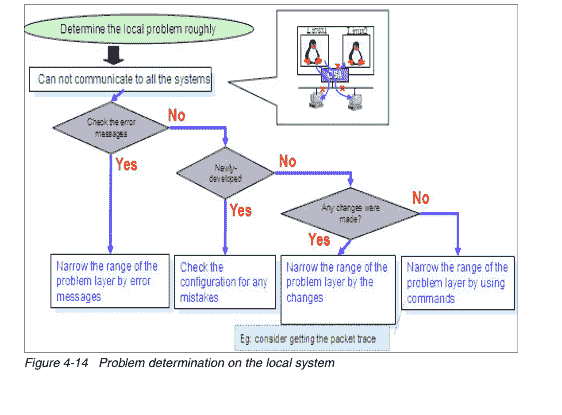 Determine the local problem roughly
Can not communicate to all the systems
Check the error
messages
No
Yes
Newly-
developed
No
Yes
Any changes were
made?
No
Yes
Narrow the range of the
problem layer by error
messages
Check the
configuration for any
mistakes
Narrow the range of the
problem layer by the
changes
Narrow the range of the
problem layer by using
commands
Eg: consider getting the packet trace
Figure 4-14 Problem determination on the local system